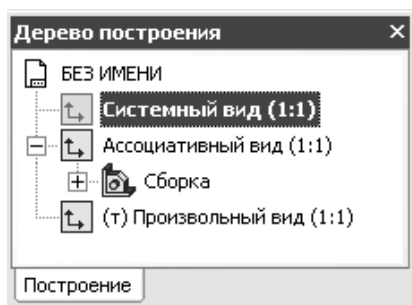 Дерево построения
БЕЗ ИМЕНИ
Системный вид (1:1)
Ассоциативный вид (1:1)
Сборка
(т) Произвольный вид (1:1)
Построение